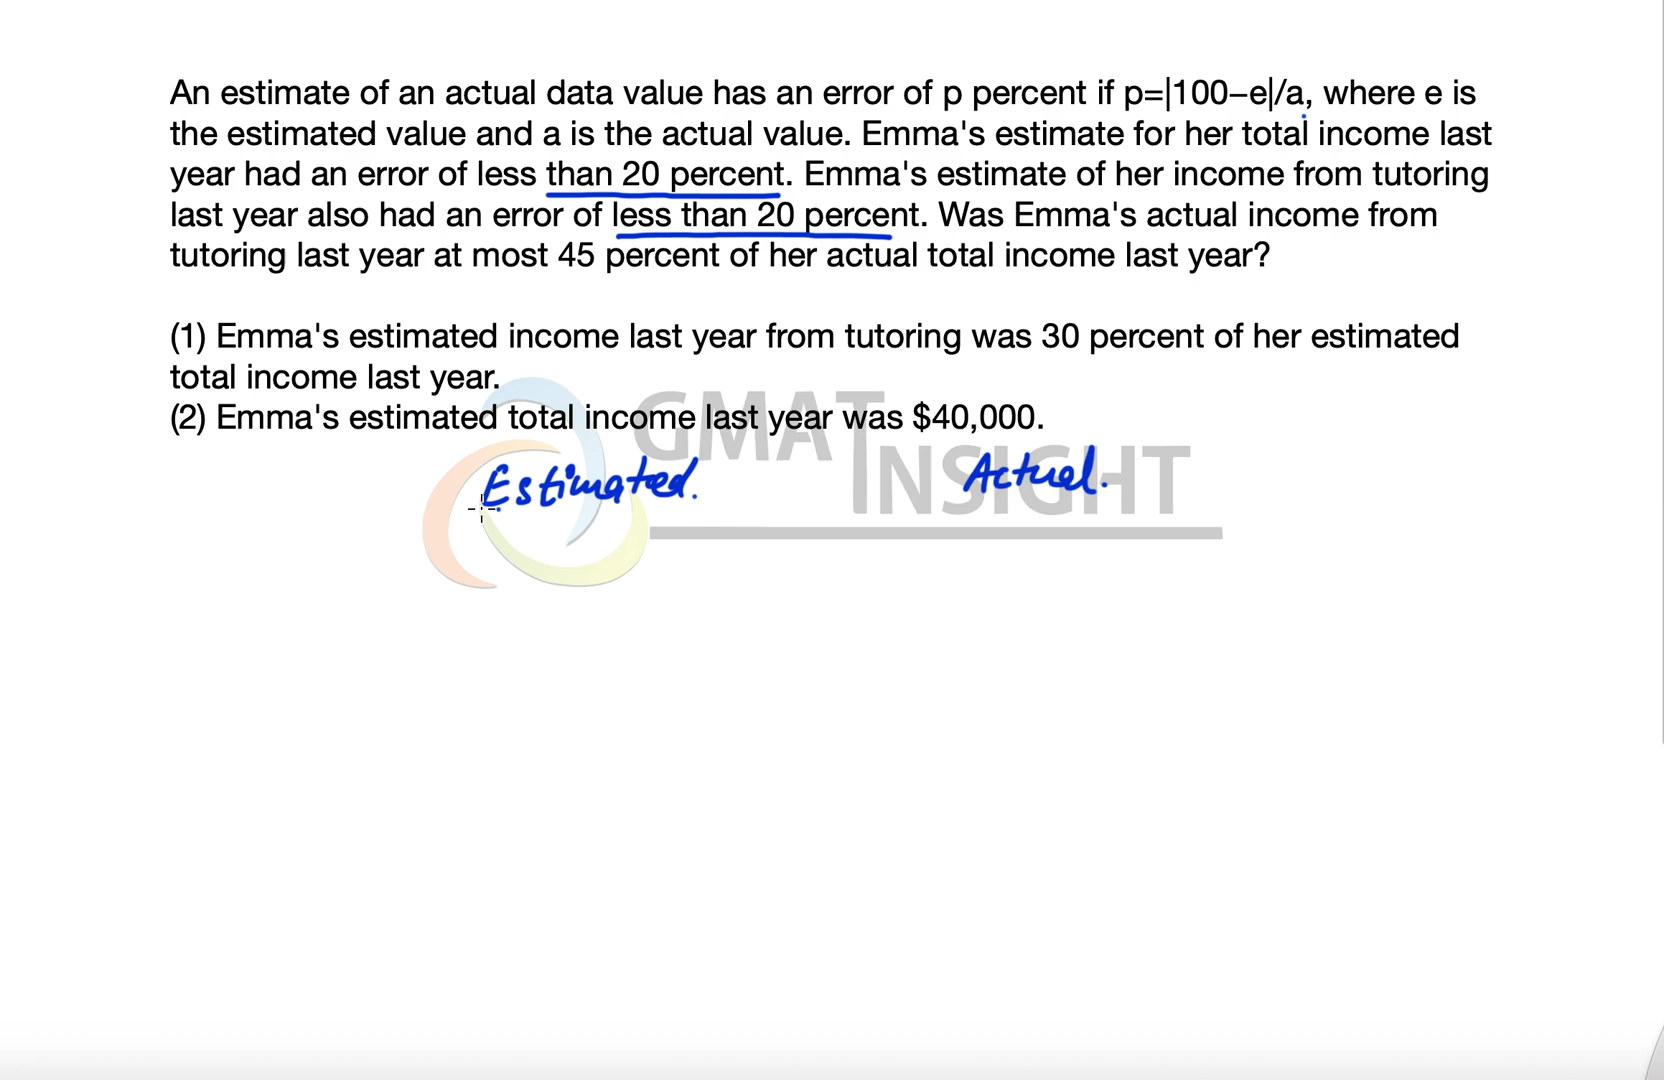 An estimate of an actual data value has an error of p percent if p=|100–e|/a, where e is
the estimated value and a is the actual value. Emma's estimate for her total income last
year had an error of less than 20 percent. Emma's estimate of her income from tutoring
last year also had an error of less than 20 percent. Was Emma's actual income from
tutoring last year at most 45 percent of her actual total income last year?
(1) Emma's estimated income last year from tutoring was 30 percent of her estimated
total income last year.
(2) Emma's estimated total income last year was $40,000.
GMAT INSIGHT
Estimated. Actual.